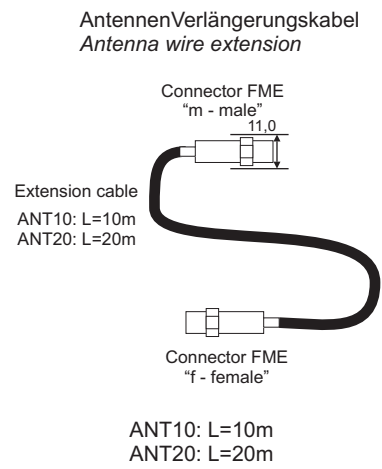 AntennenVerlängerungskabel
Antenna wire extension
Connector FME
“m - male”
11,0
Extension cable
ANT10: L=10m
ANT20: L=20m
Connector FME
“f - female”
ANT10: L=10m
ANT20: L=20m